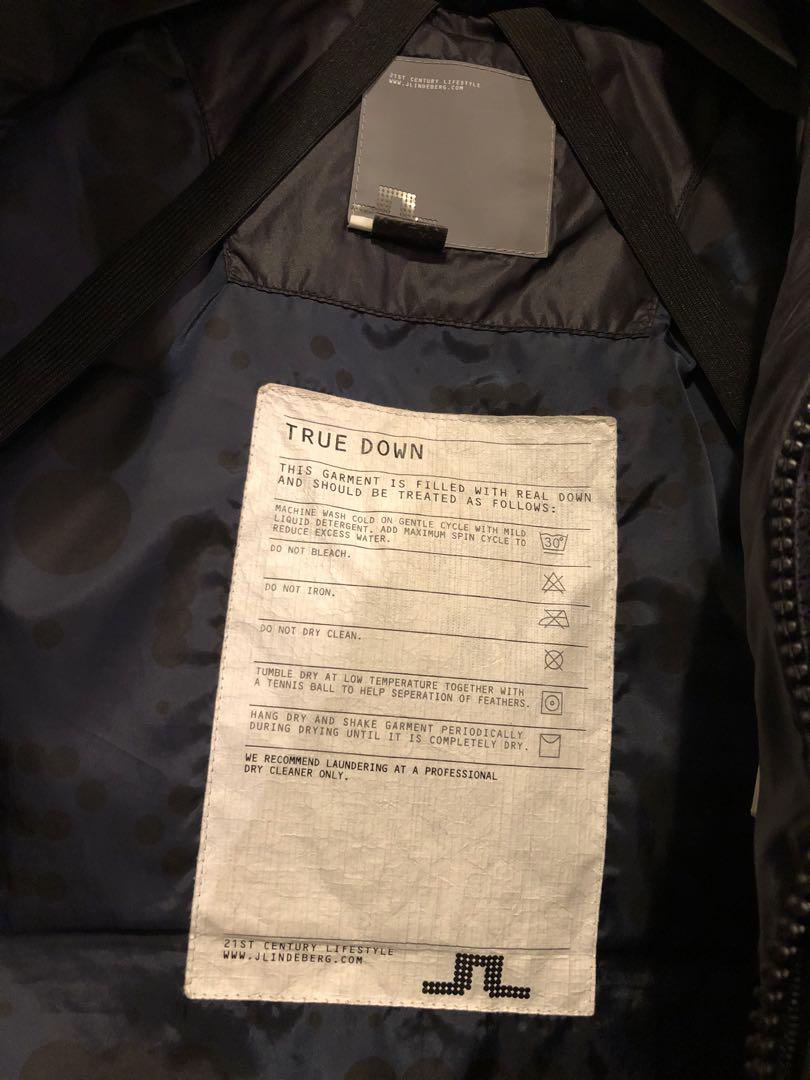 21ST CENTURY LIFESTYLE
WWW.JLINDEBERG.COM
TRUE DOWN
THIS GARMENT IS FILLED WITH REAL DOWN
AND SHOULD BE TREATED AS FOLLOWS:
MACHINE WASH COLD ON GENTLE CYCLE WITH MILD
LIQUID DETERGENT. ADD MAXIMUM SPIN CYCLE TO
REDUCE EXCESS WATER.
30°
DO NOT BLEACH.
DO NOT IRON.
DO NOT DRY CLEAN.
TUMBLE DRY AT LOW TEMPERATURE TOGETHER WITH
A TENNIS BALL TO HELP SEPERATION OF FEATHERS.
HANG DRY AND SHAKE GARMENT PERIODICALLY
DURING DRYING UNTIL IT IS COMPLETELY DRY.
WE RECOMMEND LAUNDERING AT A PROFESSIONAL
DRY CLEANER ONLY.
21ST CENTURY LIFESTYLE
WWW.JLINDEBERG.COM